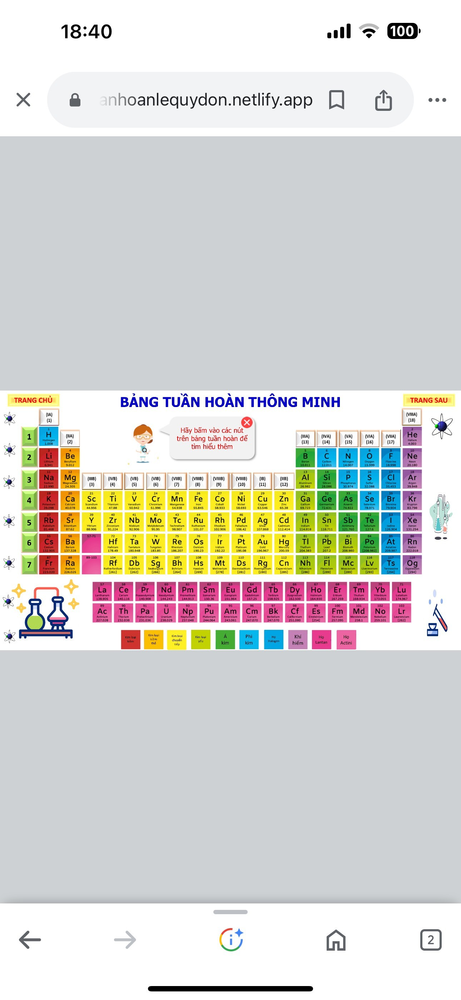 18:40
100
anhoanlequydon.netlify.app
TRANG CHỦ
BẢNG TUẦN HOÀN THÔNG MINH
TRANG SAU
(IA)
(1)
(VIIIA)
(18)
Hãy bấm vào các nút
trên bảng tuần hoàn để
tìm hiểu thêm
1
1 H Hydrogen 1.008
(IIA)
(2)
(IIIA)
(13)
(IVA)
(14)
(VA)
(15)
(VIA)
(16)
(VIIA)
(17)
2 He Helium 4.003
2
3 Li Lithium 6.941
4 Be Beryllium 9.012
5 B Boron 10.811
6 C Carbon 12.011
7 N Nitrogen 14.007
8 O Oxygen 15.999
9 F Fluorine 18.998
10 Ne Neon 20.180
3
11 Na Sodium 22.990
12 Mg Magnesium 24.305
(IIIB)
(3)
(IVB)
(4)
(VB)
(5)
(VIB)
(6)
(VIIB)
(7)
(VIIIB)
(8)
(VIIIB)
(9)
(VIIIB)
(10)
(IB)
(11)
(IIB)
(12)
13 Al Aluminum 26.982
14 Si Silicon 28.086
15 P Phosphorus 30.974
16 S Sulfur 32.066
17 Cl Chlorine 35.453
18 Ar Argon 39.948
4
19 K Potassium 39.098
20 Ca Calcium 40.078
21 Sc Scandium 44.956
22 Ti Titanium 47.88
23 V Vanadium 50.942
24 Cr Chromium 51.996
25 Mn Manganese 54.938
26 Fe Iron 55.845
27 Co Cobalt 58.933
28 Ni Nickel 58.693
29 Cu Copper 63.546
30 Zn Zinc 65.38
31 Ga Gallium 69.723
32 Ge Germanium 72.631
33 As Arsenic 74.922
34 Se Selenium 78.971
35 Br Bromine 79.904
36 Kr Krypton 83.798
5
37 Rb Rubidium 85.468
38 Sr Strontium 87.62
39 Y Yttrium 88.906
40 Zr Zirconium 91.224
41 Nb Niobium 92.906
42 Mo Molybdenum 95.95
43 Tc Technetium 98.907
44 Ru Ruthenium 101.07
45 Rh Rhodium 102.906
46 Pd Palladium 106.42
47 Ag Silver 107.868
48 Cd Cadmium 112.414
49 In Indium 114.818
50 Sn Tin 118.711
51 Sb Antimony 121.760
52 Te Tellurium 127.6
53 I Iodine 126.904
54 Xe Xenon 131.294
6
55 Cs Cesium 132.905
56 Ba Barium 137.328
57-71
72 Hf Hafnium 178.49
73 Ta Tantalum 180.948
74 W Tungsten 183.85
75 Re Rhenium 186.207
76 Os Osmium 190.23
77 Ir Iridium 192.22
78 Pt Platinum 195.08
79 Au Gold 196.967
80 Hg Mercury 200.59
81 Tl Thallium 204.383
82 Pb Lead 207.2
83 Bi Bismuth 208.980
84 Po Polonium [208.982]
85 At Astatine 209.987
86 Rn Radon 222.018
7
87 Fr Francium 223.020
88 Ra Radium 226.025
89-103
104 Rf Rutherfordium [261]
105 Db Dubnium [262]
106 Sg Seaborgium [266]
107 Bh Bohrium [264]
108 Hs Hassium [269]
109 Mt Meitnerium [278]
110 Ds Darmstadtium [281]
111 Rg Roentgenium [280]
112 Cn Copernicium [285]
113 Nh Nihonium [286]
114 Fl Flerovium [289]
115 Mc Moscovium [289]
116 Lv Livermorium [293]
117 Ts Tennessine [294]
118 Og Oganesson [294]
57 La Lanthanum 138.905
58 Ce Cerium 140.116
59 Pr Praseodymium 140.908
60 Nd Neodymium 144.243
61 Pm Promethium 144.913
62 Sm Samarium 150.36
63 Eu Europium 151.964
64 Gd Gadolinium 157.25
65 Tb Terbium 158.925
66 Dy Dysprosium 162.500
67 Ho Holmium 164.930
68 Er Erbium 167.259
69 Tm Thulium 168.934
70 Yb Ytterbium 173.055
71 Lu Lutetium 174.967
89 Ac Actinium 227.028
90 Th Thorium 232.038
91 Pa Protactinium 231.036
92 U Uranium 238.029
93 Np Neptunium 237.048
94 Pu Plutonium 244.064
95 Am Americium 243.061
96 Cm Curium 247.070
97 Bk Berkelium 247.070
98 Cf Californium 251.080
99 Es Einsteinium [254]
100 Fm Fermium 257.095
101 Md Mendelevium 258.1
102 No Nobelium 259.101
103 Lr Lawrencium [262]
Kim loại
kiềm
Kim loại
kiềm
thổ
Kim loại
chuyển
tiếp
Kim loại
yếu
Á
kim
Phi
kim
Họ
Halogen
Khí
hiếm
Họ
Lantan
Họ
Actini
2